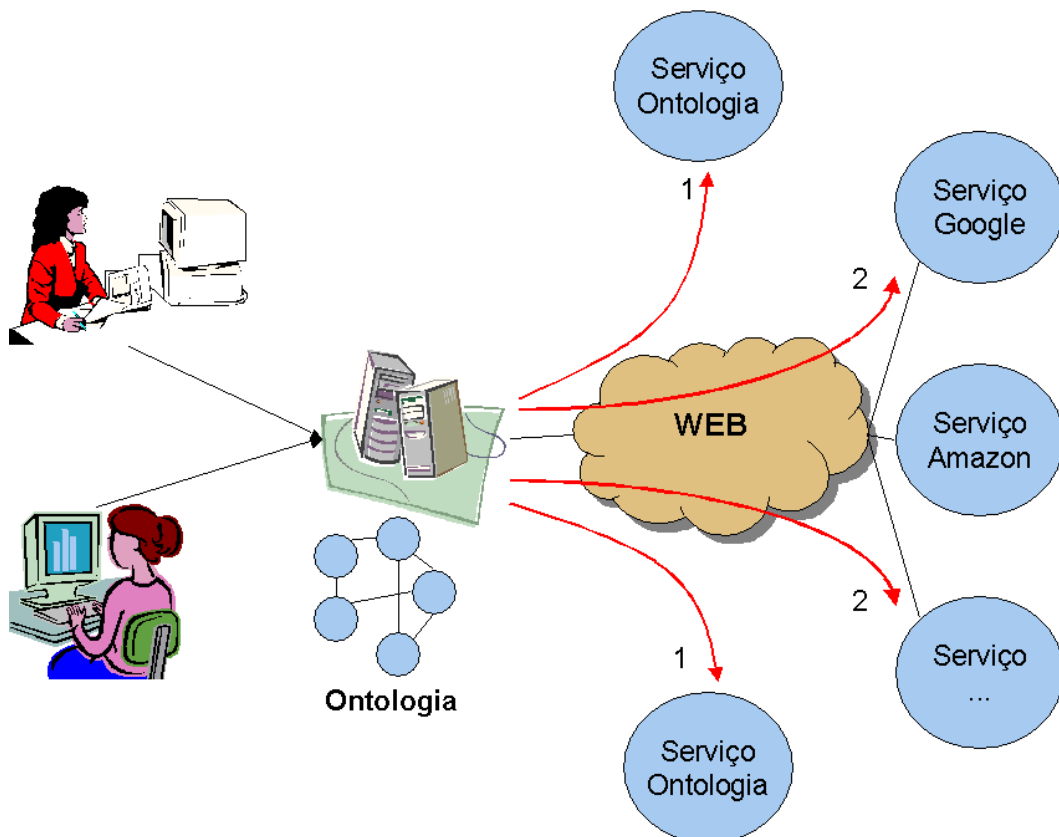 Serviço
Ontologia
1
Serviço
Google
2
WEB
Serviço
Amazon
2
1
Serviço
...
Ontologia
Serviço
Ontologia